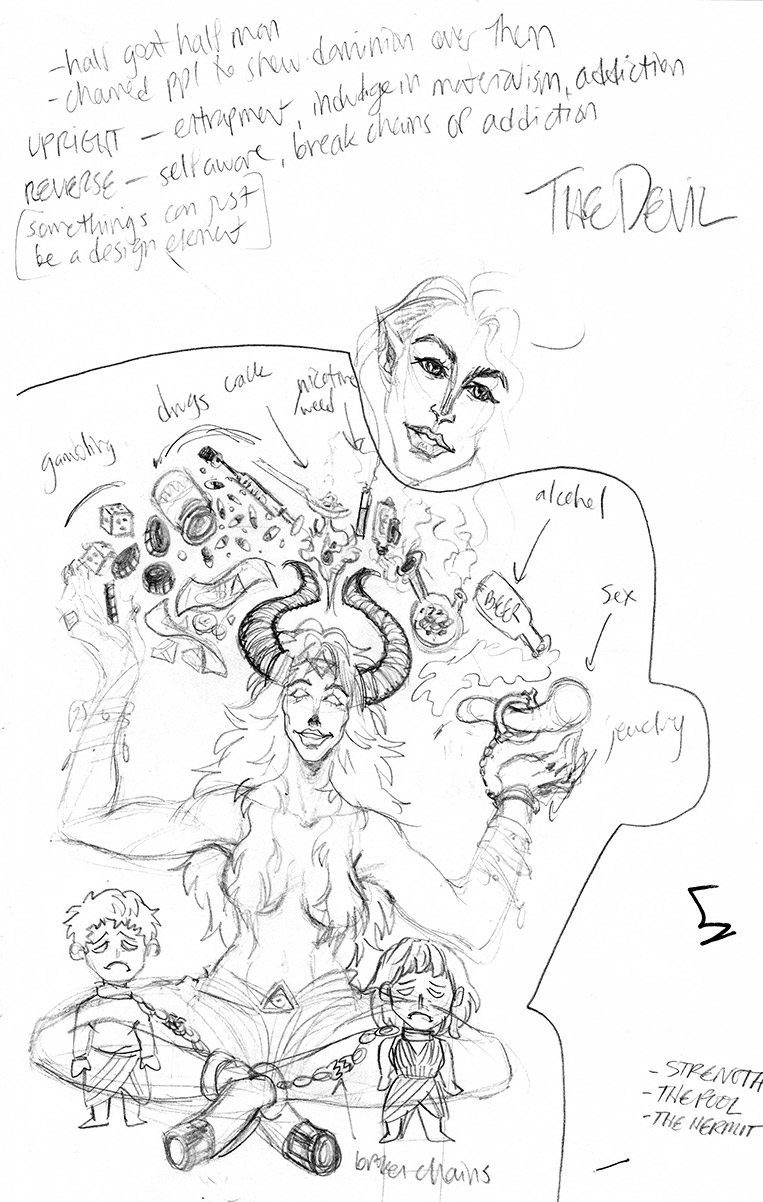 - half goat half man
- chained ppl to show dominion over them
UPRIGHT - entrapment, indulge in materialism, addiction
REVERSE - self aware, break chains of addiction
somethings can just
be a design element
THE DEVIL
drugs
crack
nicotine
/weed
gambling
alcohol
BEER
sex
jewelry
broken chains
- STRENGTH
- THE FOOL
- THE HERMIT